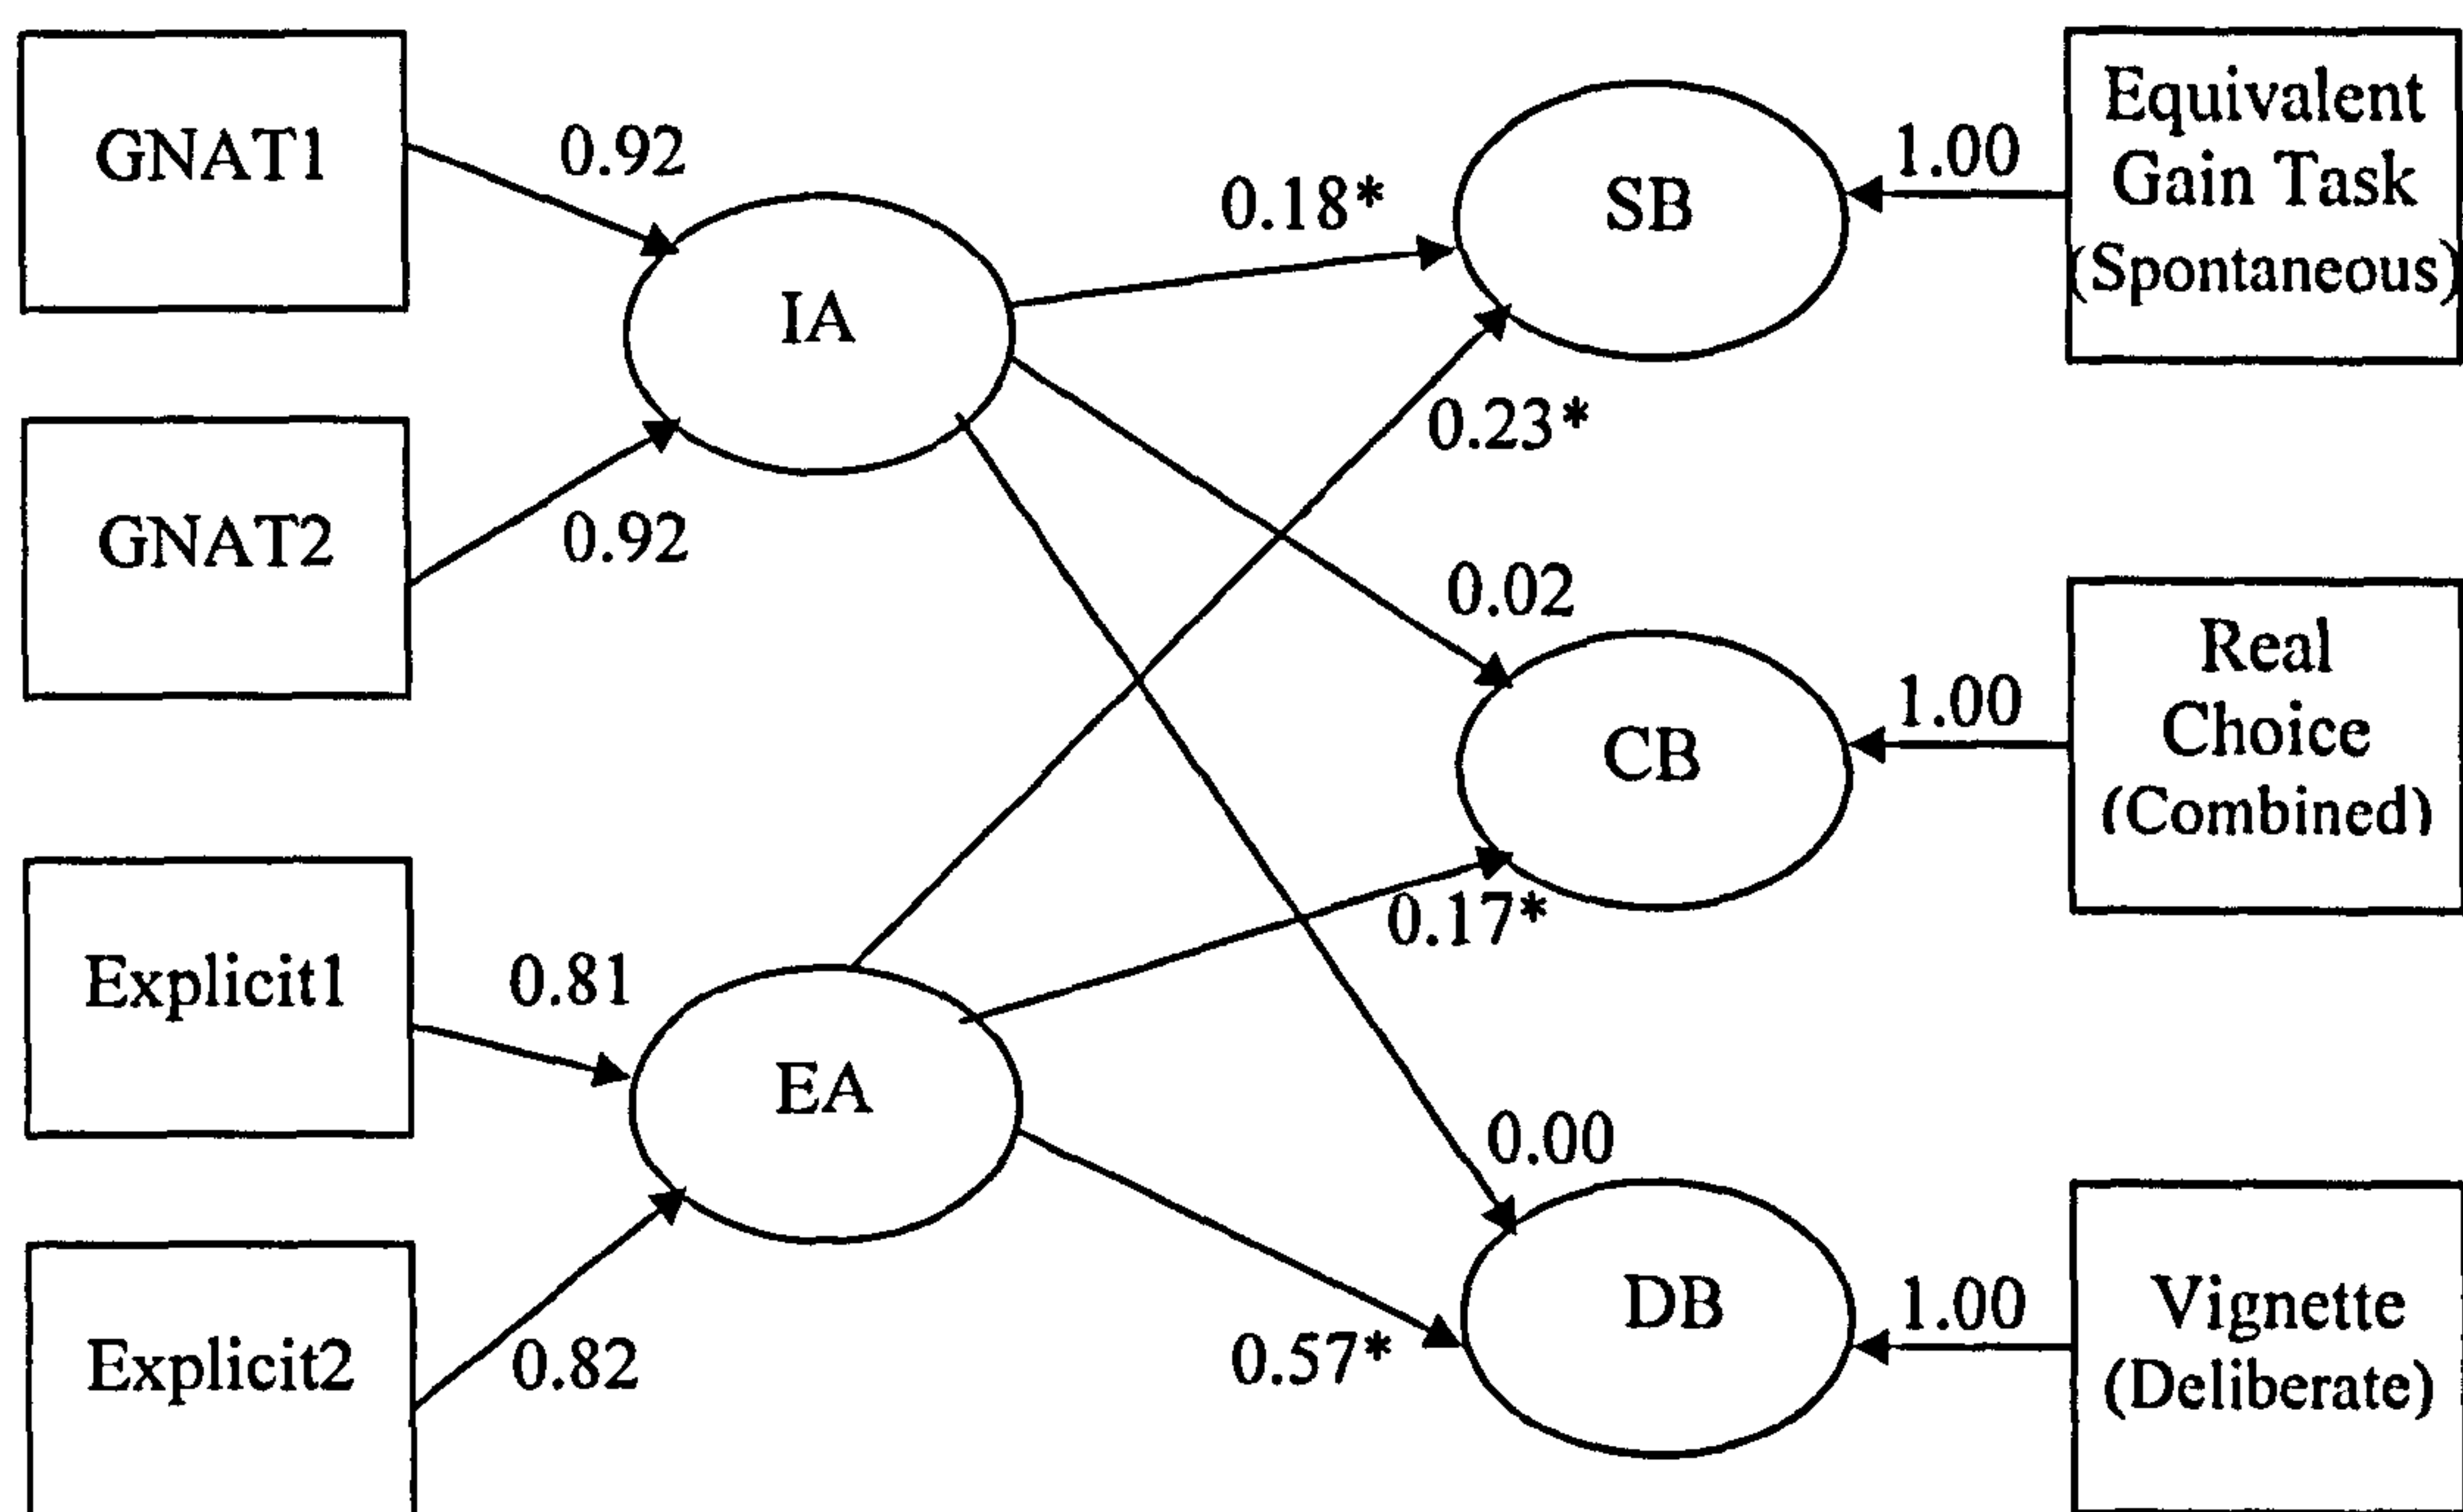 GNAT1
0.92
IA
0.18*
SB
1.00
Equivalent
Gain Task
(Spontaneous)
GNAT2
0.92
0.23*
0.02
CB
1.00
Real
Choice
(Combined)
Explicit1
0.81
EA
0.17*
0.00
Explicit2
0.82
0.57*
DB
1.00
Vignette
(Deliberate)